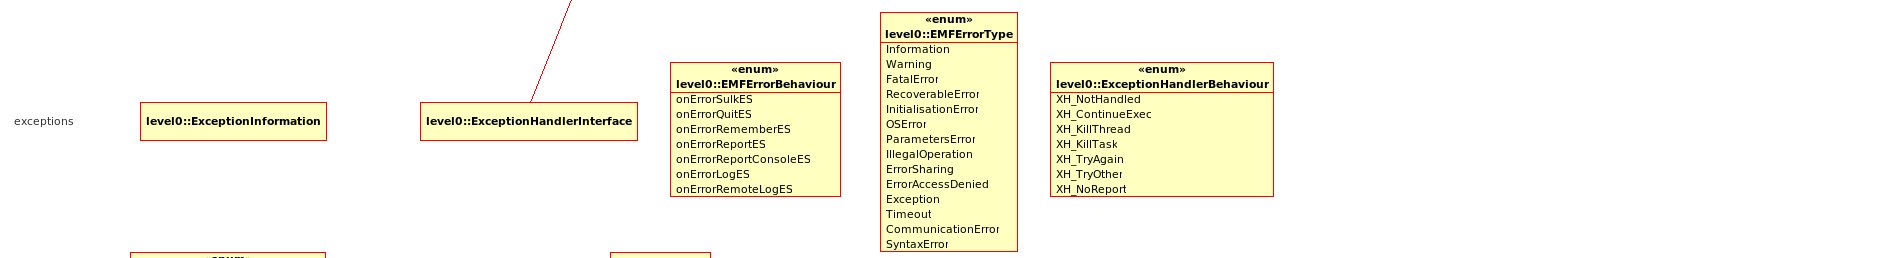 exceptions
level0::ExceptionInformation
level0::ExceptionHandlerInterface
«enum»
level0::EMFErrorBehaviour
onErrorSulkES
onErrorQuitES
onErrorRememberES
onErrorReportES
onErrorReportConsoleES
onErrorLogES
onErrorRemoteLogES
«enum»
level0::EMFErrorType
Information
Warning
FatalError
RecoverableError
InitialisationError
OSError
ParametersError
IllegalOperation
ErrorSharing
ErrorAccessDenied
Exception
Timeout
CommunicationError
SyntaxError
«enum»
level0::ExceptionHandlerBehaviour
XH_NotHandled
XH_ContinueExec
XH_KillThread
XH_KillTask
XH_TryAgain
XH_TryOther
XH_NoReport